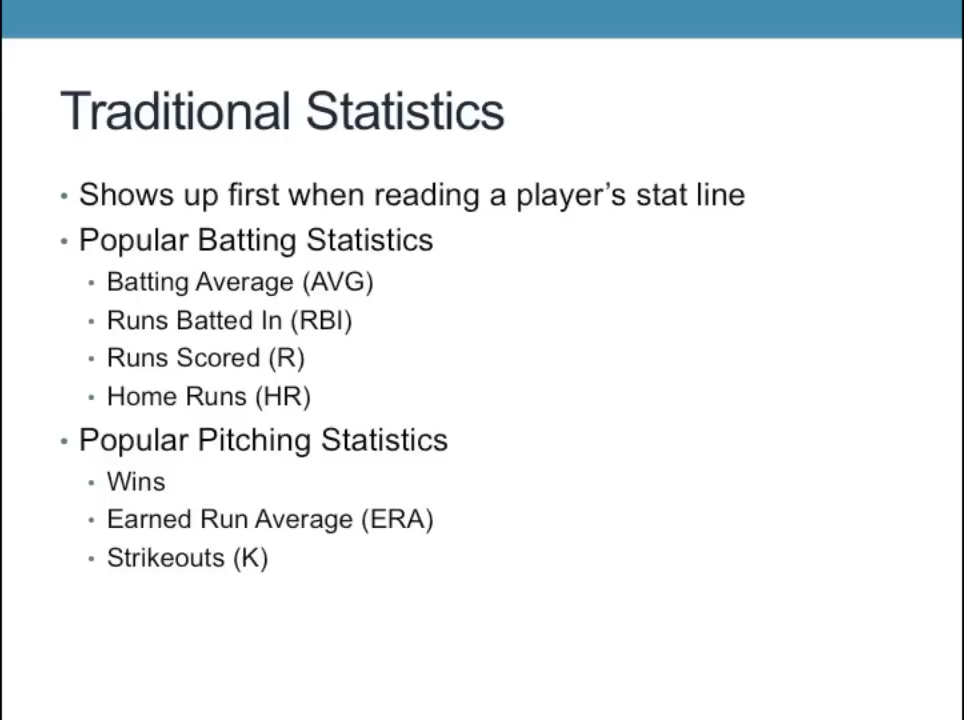 Traditional Statistics
• Shows up first when reading a player’s stat line
• Popular Batting Statistics
• Batting Average (AVG)
• Runs Batted In (RBI)
• Runs Scored (R)
• Home Runs (HR)
• Popular Pitching Statistics
• Wins
• Earned Run Average (ERA)
• Strikeouts (K)